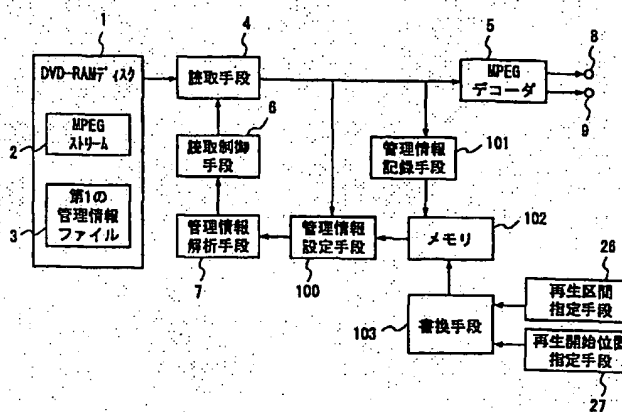 1
DVD-RAMディスク
2
MPEG
ストリーム
3
第1の
管理情報
ファイル
4
読取手段
6
読取制御
手段
7
管理情報
解析手段
5
MPEG
デコーダ
8
9
管理情報
記録手段
101
管理情報
設定手段
100
メモリ
102
書換手段
103
26
再生区間
指定手段
再生開始位置
指定手段
27